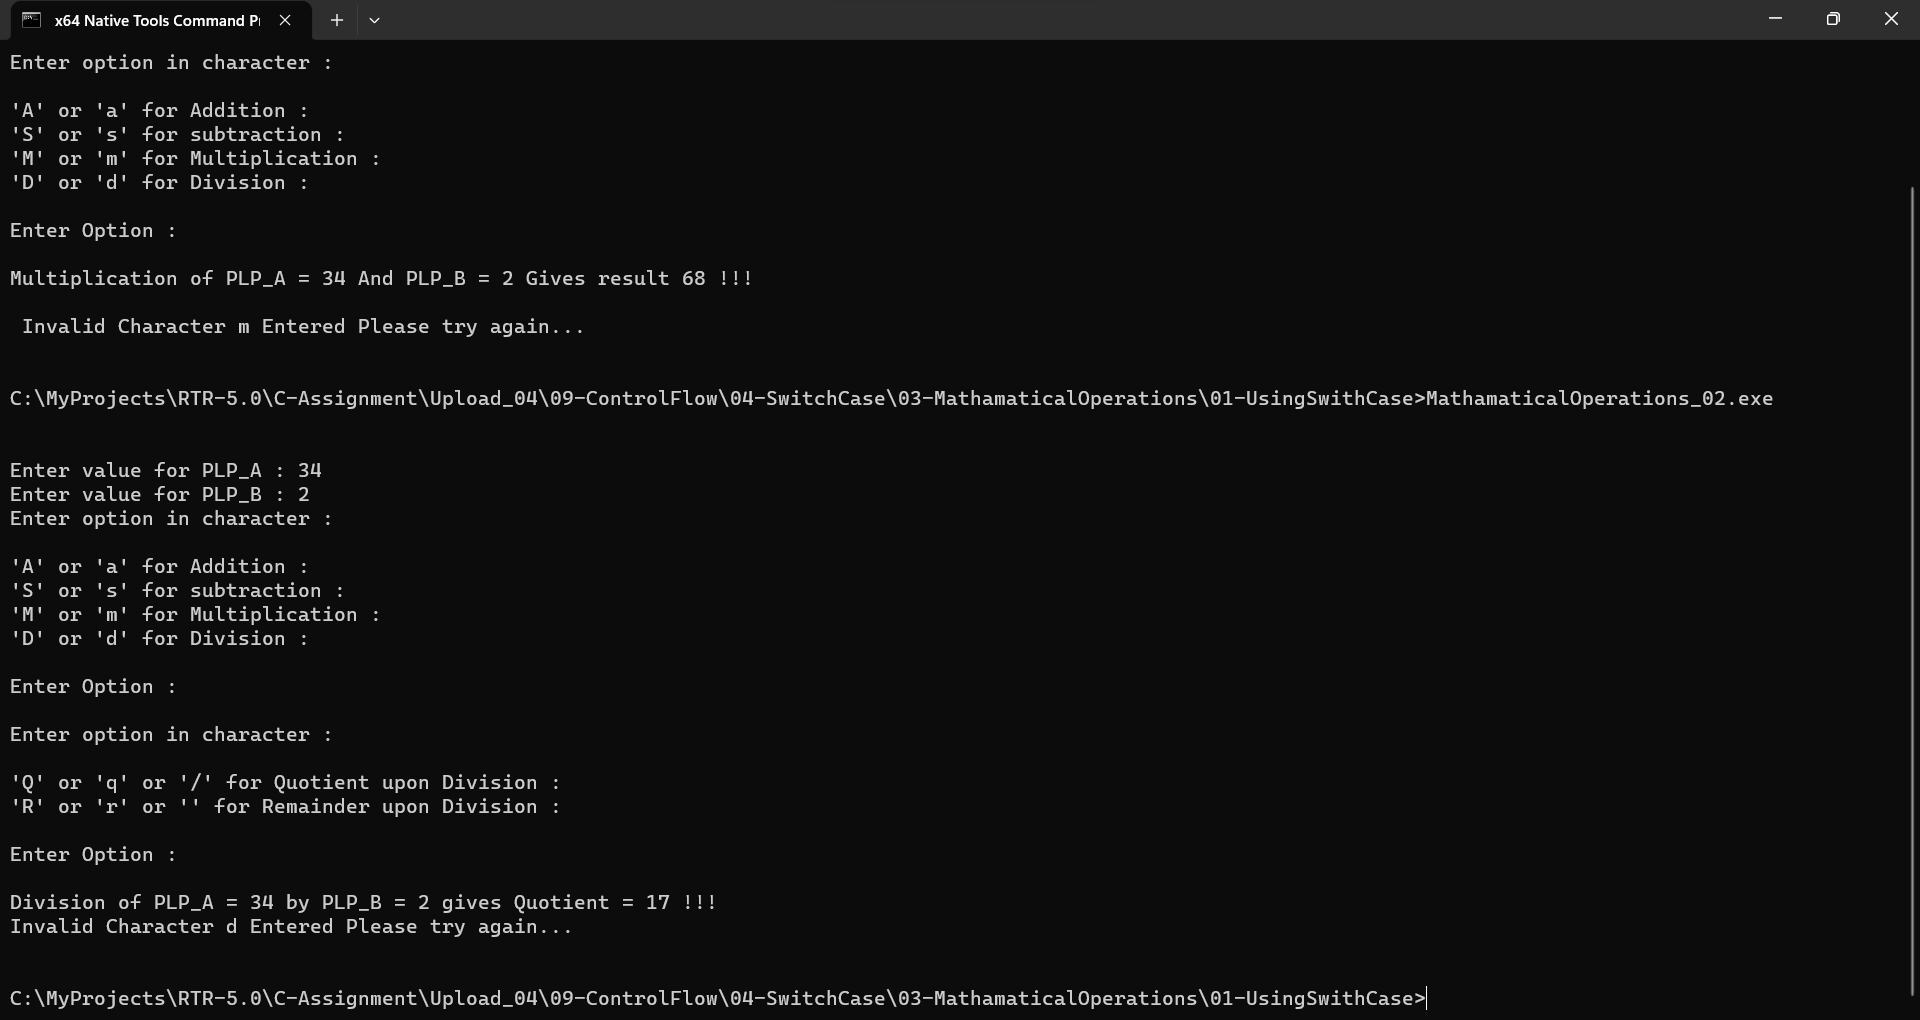 x64 Native Tools Command P
Enter option in character :
'A' or 'a' for Addition :
'S' or 's' for subtraction :
'M' or 'm' for Multiplication :
'D' or 'd' for Division :
Enter Option :
Multiplication of PLP_A = 34 And PLP_B = 2 Gives result 68 !!!
Invalid Character m Entered Please try again...
C:\MyProjects\RTR-5.0\C-Assignment\Upload_04\09-ControlFlow\04-SwitchCase\03-MathamaticalOperations\01-UsingSwithCase>MathamaticalOperations_02.exe
Enter value for PLP_A : 34
Enter value for PLP_B : 2
Enter option in character :
'A' or 'a' for Addition :
'S' or 's' for subtraction :
'M' or 'm' for Multiplication :
'D' or 'd' for Division :
Enter Option :
Enter option in character :
'Q' or 'q' or '/' for Quotient upon Division :
'R' or 'r' or '' for Remainder upon Division :
Enter Option :
Division of PLP_A = 34 by PLP_B = 2 gives Quotient = 17 !!!
Invalid Character d Entered Please try again...
C:\MyProjects\RTR-5.0\C-Assignment\Upload_04\09-ControlFlow\04-SwitchCase\03-MathamaticalOperations\01-UsingSwithCase>